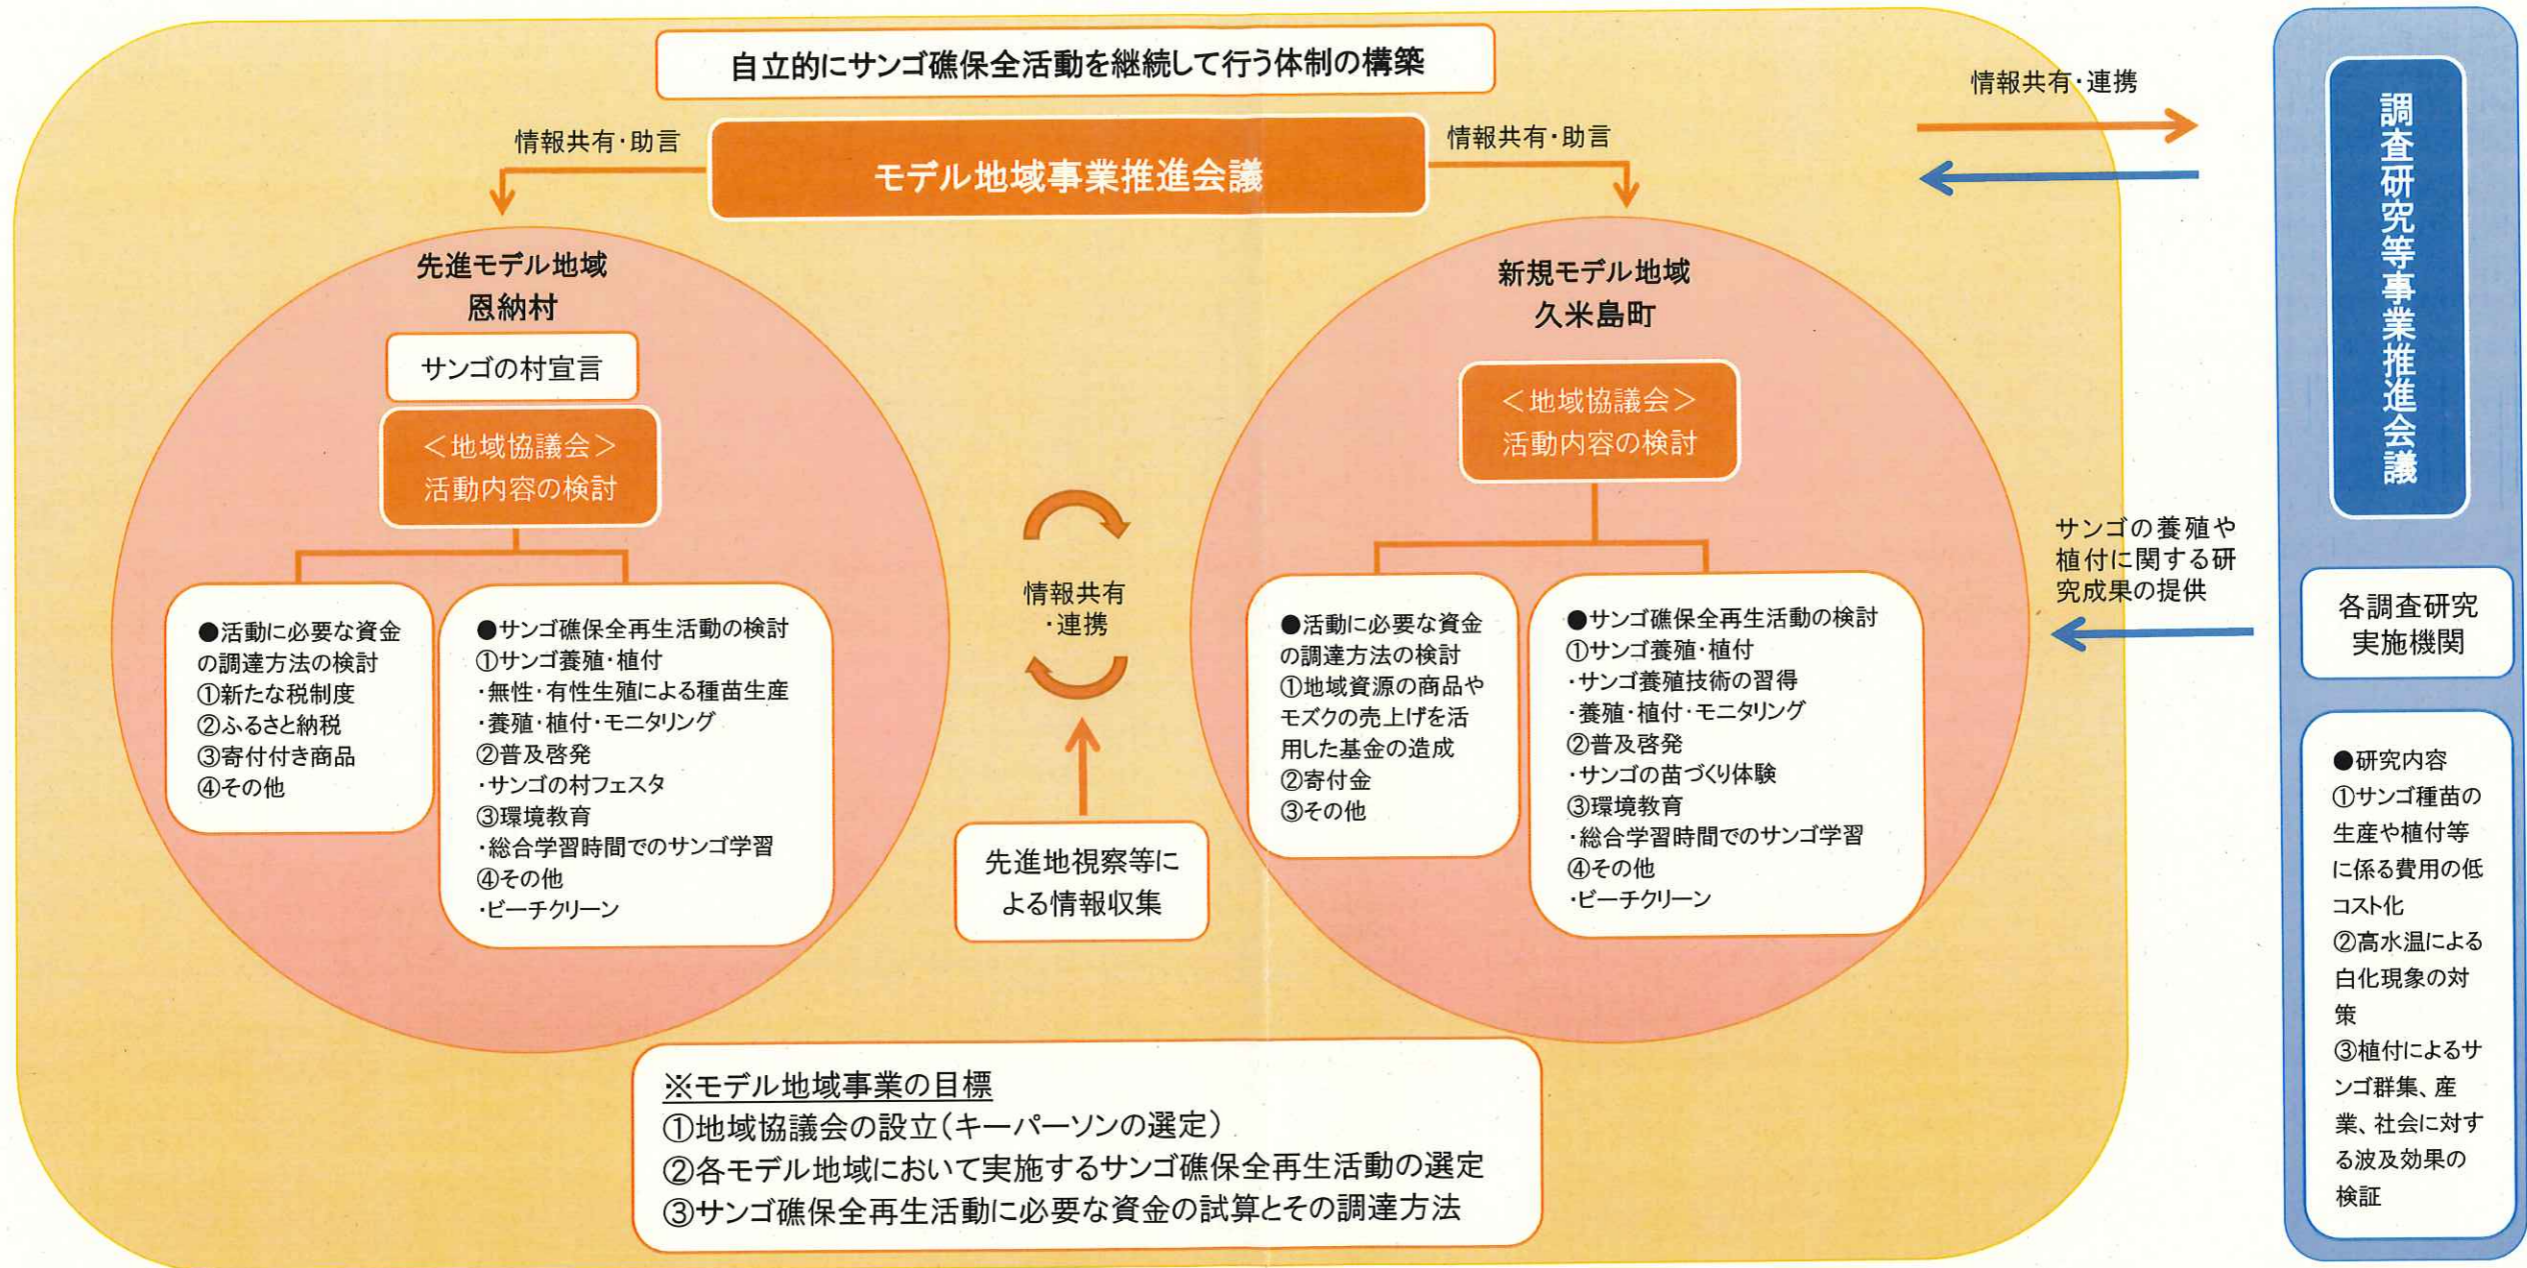 自立的にサンゴ礁保全活動を継続して行う体制の構築
情報共有・助言
モデル地域事業推進会議
情報共有・助言
先進モデル地域
恩納村
サンゴの村宣言
＜地域協議会＞
活動内容の検討
●活動に必要な資金
の調達方法の検討
①新たな税制度
②ふるさと納税
③寄付付き商品
④その他
●サンゴ礁保全再生活動の検討
①サンゴ養殖・植付
・無性・有性生殖による種苗生産
・養殖・植付・モニタリング
②普及啓発
・サンゴの村フェスタ
③環境教育
・総合学習時間でのサンゴ学習
④その他
・ビーチクリーン
情報共有
・連携
先進地視察等に
よる情報収集
新規モデル地域
久米島町
＜地域協議会＞
活動内容の検討
●活動に必要な資金
の調達方法の検討
①地域資源の商品や
モズクの売上げを活
用した基金の造成
②寄付金
③その他
●サンゴ礁保全再生活動の検討
①サンゴ養殖・植付
・サンゴ養殖技術の習得
・養殖・植付・モニタリング
②普及啓発
・サンゴの苗づくり体験
③環境教育
・総合学習時間でのサンゴ学習
④その他
・ビーチクリーン
※モデル地域事業の目標
①地域協議会の設立（キーパーソンの選定）
②各モデル地域において実施するサンゴ礁保全再生活動の選定
③サンゴ礁保全再生活動に必要な資金の試算とその調達方法
情報共有・連携
サンゴの養殖や
植付に関する研
究成果の提供
調査研究等事業推進会議
各調査研究
実施機関
●研究内容
①サンゴ種苗の
生産や植付等
に係る費用の低
コスト化
②高水温による
白化現象の対
策
③植付によるサ
ンゴ群集、産
業、社会に対す
る波及効果の
検証